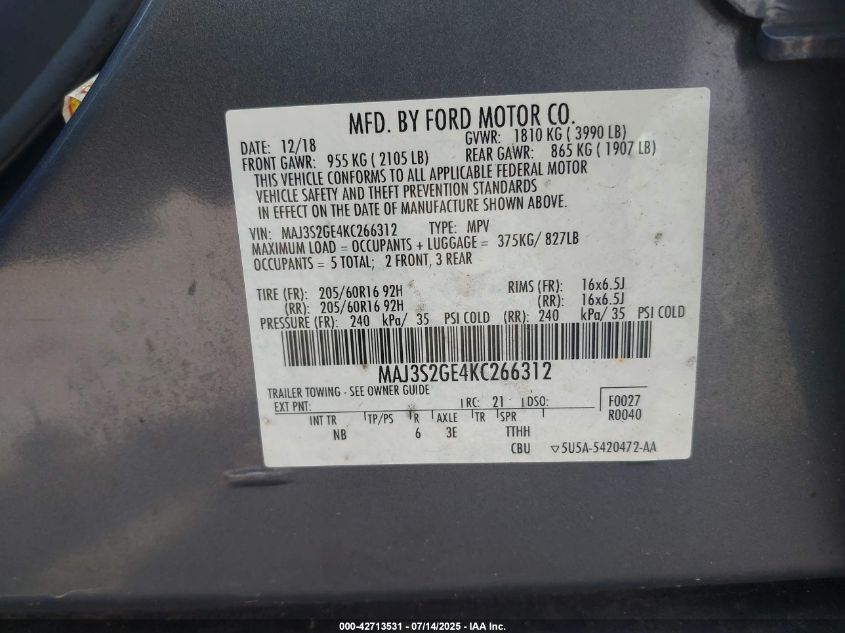 MFD. BY FORD MOTOR CO.
DATE: 12/18 GVWR: 1810 KG ( 3990 LB)
FRONT GAWR: 955 KG ( 2105 LB) REAR GAWR: 865 KG ( 1907 LB)
THIS VEHICLE CONFORMS TO ALL APPLICABLE FEDERAL MOTOR
VEHICLE SAFETY AND THEFT PREVENTION STANDARDS
IN EFFECT ON THE DATE OF MANUFACTURE SHOWN ABOVE.
VIN: MAJ3S2GE4KC266312 TYPE: MPV
MAXIMUM LOAD = OCCUPANTS + LUGGAGE = 375KG/ 827LB
OCCUPANTS = 5 TOTAL; 2 FRONT, 3 REAR
TIRE (FR): 205/60R16 92H RIMS (FR): 16x6.5J
(RR): 205/60R16 92H (RR): 16x6.5J
PRESSURE (FR): 240 kPa/ 35 PSI COLD (RR): 240 kPa/ 35 PSI COLD
MAJ3S2GE4KC266312
TRAILER TOWING - SEE OWNER GUIDE
EXT PNT: RC: 21 DSO: F0027
R0040
INT TR TP/PS R AXLE TR SPR
NB 6 3E TTHH
CBU ▽5U5A-5420472-AA
000-42713531 - 07/14/2025 - IAA Inc.